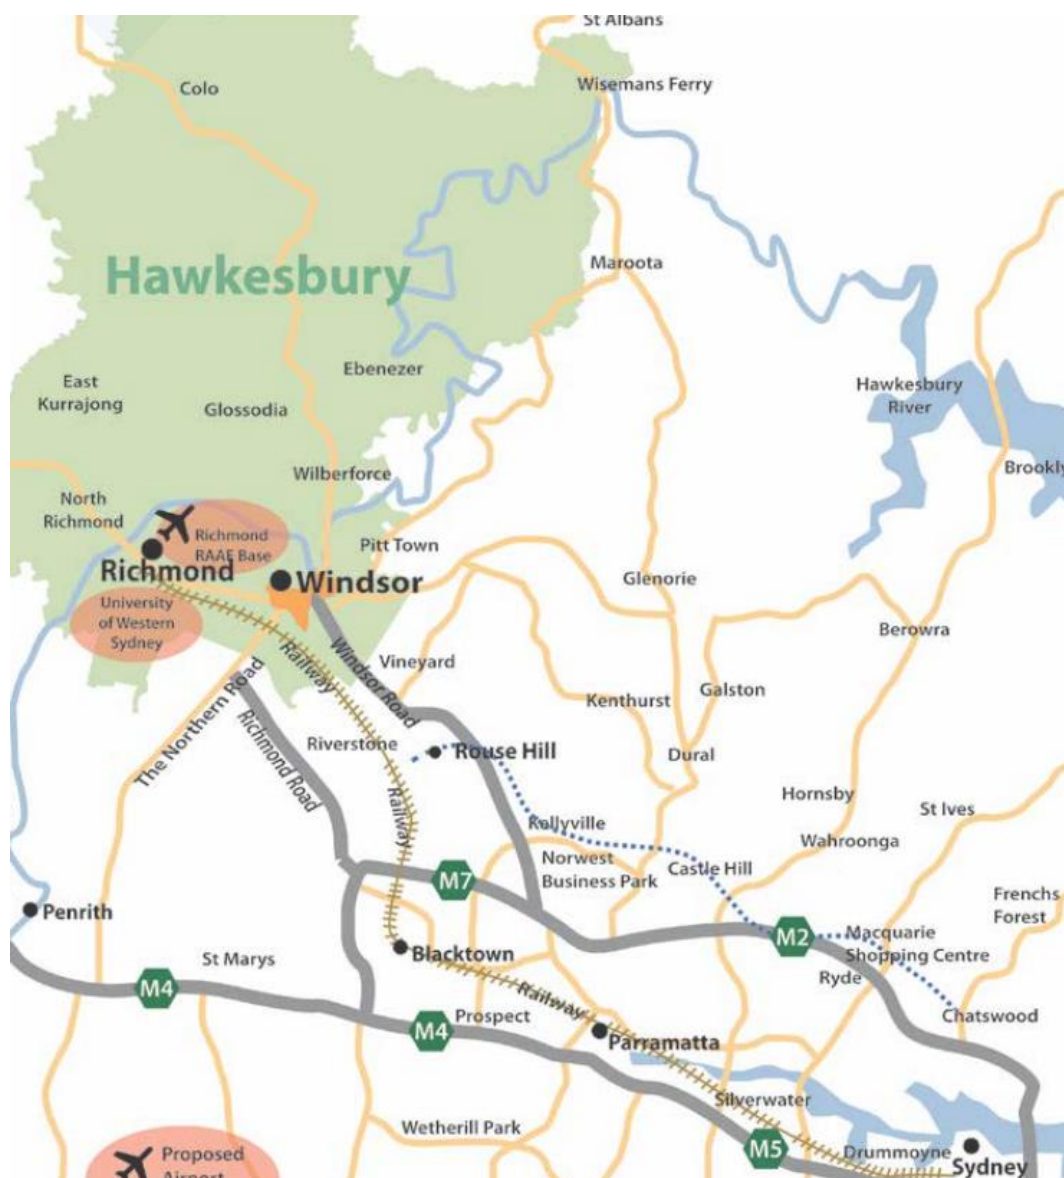 St Albans
Colo
Wisemans Ferry
Maroota
Hawkesbury
Ebenezer
East
Kurrajong
Glossodia
Hawkesbury
River
Wilberforce
Brookly
North
Richmond
Richmond
RAAF Base
Pitt Town
Richmond
Windsor
Glenorie
University
of Western
Sydney
Berowra
Railway
Windsor Road
Vineyard
Kenthurst
Galston
The Northern Road
Richmond Road
Riverstone
Rouse Hill
Dural
Railway
Hornsby
St Ives
Kellyville
Wahroonga
Norwest
Business Park
Castle Hill
M7
Frenchs
Forest
Penrith
M2
Macquarie
Shopping Centre
Blacktown
St Marys
Ryde
M4
Railway
Prospect
Chatswood
M4
Parramatta
Silverwater
Wetherill Park
M5
Drummoyne
Sydney
Proposed
Airport